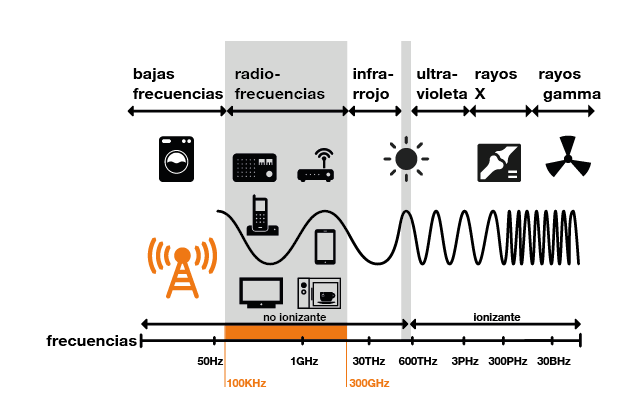 bajas
frecuencias
radio-
frecuencias
infra-
rrojo
ultra-
violeta
rayos
X
rayos
gamma
no ionizante
ionizante
frecuencias
50Hz
1GHz
30THz
600THz
3PHz
300PHz
30BHz
100KHz
300GHz